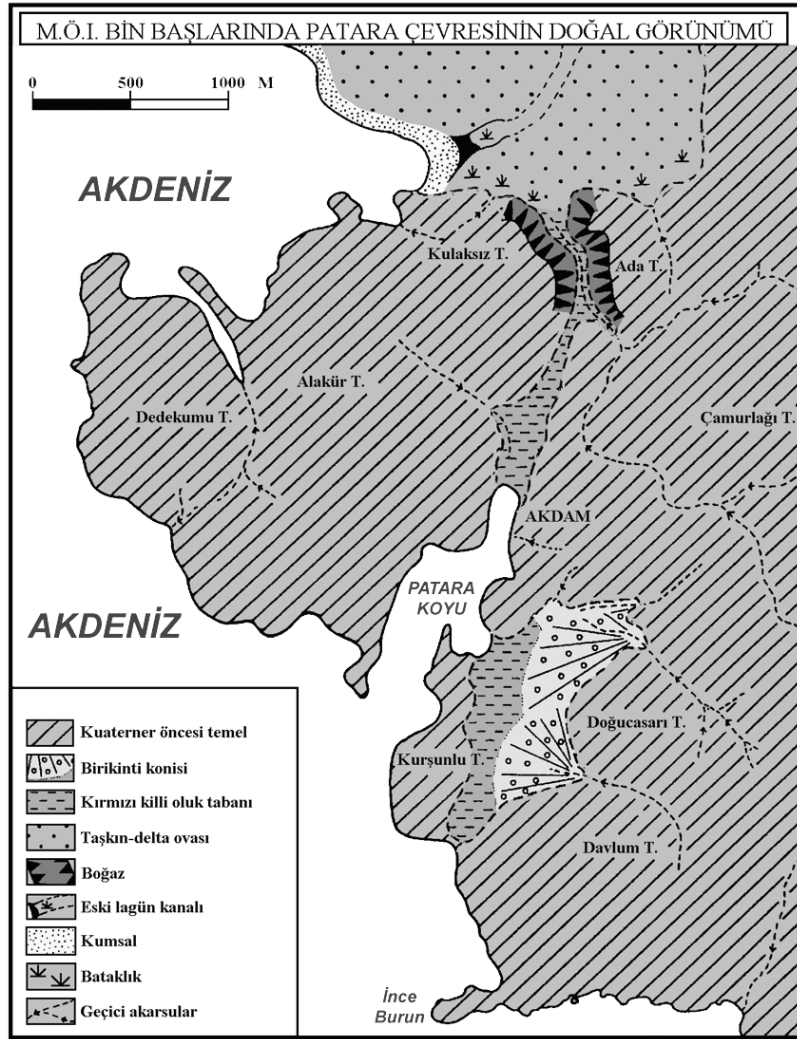 M.Ö.I. BİN BAŞLARINDA PATARA ÇEVRESİNİN DOĞAL GÖRÜNÜMÜ
0 500 1000 M
AKDENİZ
Kulaksız T.
Ada T.
Alakür T.
Dedekumu T.
Çamurlağı T.
AKDAM
PATARA
KOYU
AKDENİZ
Doğucasarı T.
Kurşunlu T.
Davlum T.
İnce
Burun
Kuaterner öncesi temel
Birikinti konisi
Kırmızı killi oluk tabanı
Taşkın-delta ovası
Boğaz
Eski lagün kanalı
Kumsal
Bataklık
Geçici akarsular